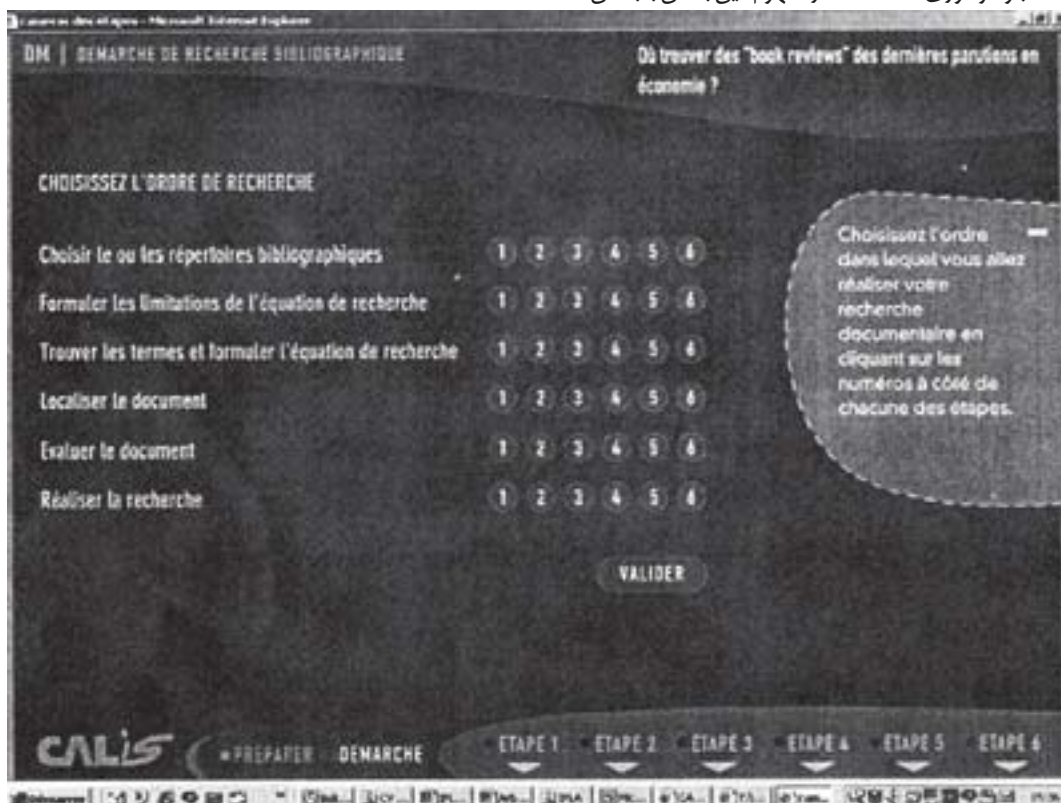 Microsoft Internet Explorer
DM | DEMARCHE DE RECHERCHE BIBLIOGRAPHIQUE
Où trouver des "book reviews" des dernières parutions en
économie ?
CHOISISSEZ L'ORDRE DE RECHERCHE
Choisir le ou les répertoires bibliographiques 1 2 3 4 5 6
Formuler les limitations de l'équation de recherche 1 2 3 4 5 6
Trouver les termes et formuler l'équation de recherche 1 2 3 4 5 6
Localiser le document 1 2 3 4 5 6
Evaluer le document 1 2 3 4 5 6
Réaliser la recherche 1 2 3 4 5 6
VALIDER
Choisissez l'ordre
dans lequel vous allez
réaliser votre
recherche
documentaire en
cliquant sur les
numéros à côté de
chacune des étapes.
CALIS
PREPARER DEMARCHE ETAPE 1 ETAPE 2 ETAPE 3 ETAPE 4 ETAPE 5 ETAPE 6